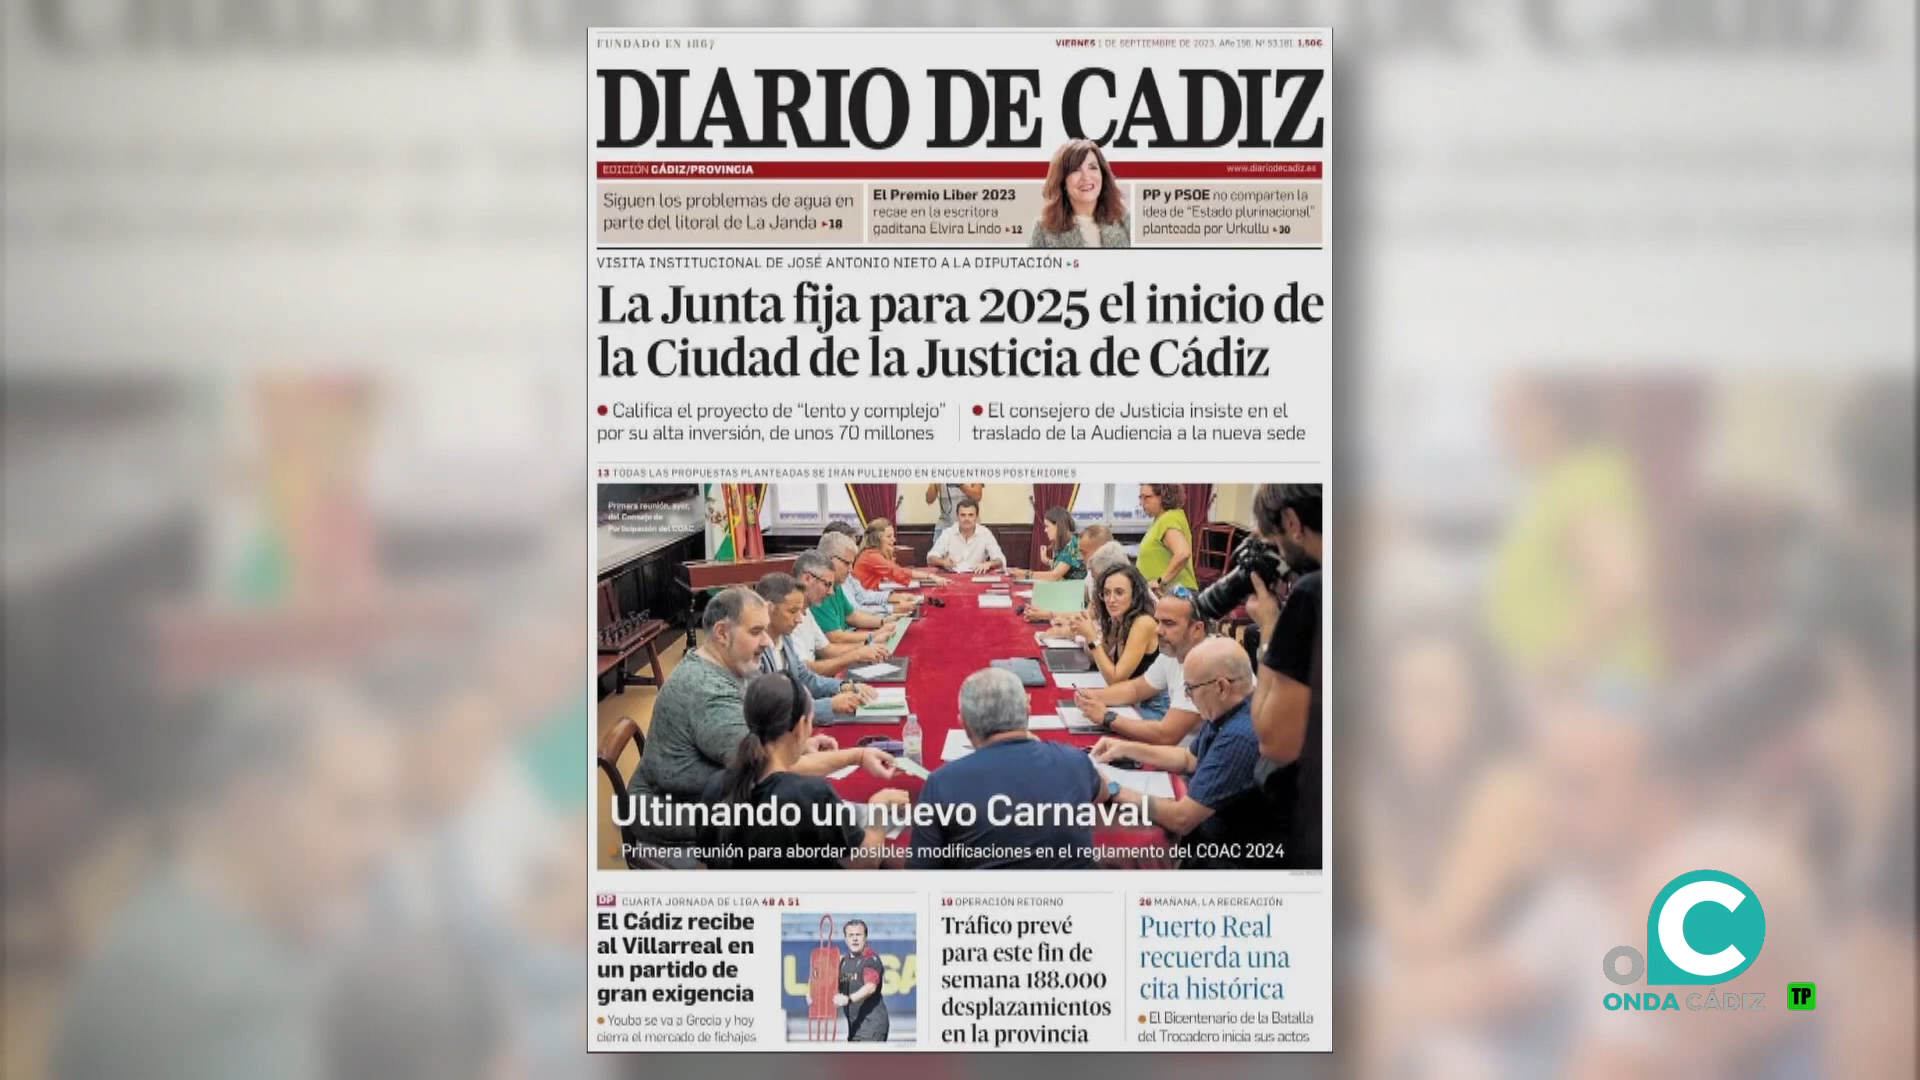 FUNDADO EN 1867
VIERNES 1 DE SEPTIEMBRE DE 2023. Año 156. Nº 53.181. 1,50€
DIARIO DE CADIZ
EDICIÓN CÁDIZ/PROVINCIA
www.diariodecadiz.es
Siguen los problemas de agua en
parte del litoral de La Janda ▸18
El Premio Liber 2023
recae en la escritora
gaditana Elvira Lindo ▸12
PP y PSOE no comparten la
idea de “Estado plurinacional”
planteada por Urkullu ▸30
VISITA INSTITUCIONAL DE JOSÉ ANTONIO NIETO A LA DIPUTACIÓN ▸5
La Junta fija para 2025 el inicio de
la Ciudad de la Justicia de Cádiz
● Califica el proyecto de “lento y complejo”
por su alta inversión, de unos 70 millones
● El consejero de Justicia insiste en el
traslado de la Audiencia a la nueva sede
13 TODAS LAS PROPUESTAS PLANTEADAS SE IRÁN PULIENDO EN ENCUENTROS POSTERIORES
Primera reunión, ayer,
del Consejo de
Participación del COAC.
Ultimando un nuevo Carnaval
● Primera reunión para abordar posibles modificaciones en el reglamento del COAC 2024
DP CUARTA JORNADA DE LIGA 48 A 51
El Cádiz recibe
al Villarreal en
un partido de
gran exigencia
● Youba se va a Grecia y hoy
cierra el mercado de fichajes
19 OPERACIÓN RETORNO
Tráfico prevé
para este fin de
semana 188.000
desplazamientos
en la provincia
26 MAÑANA, LA RECREACIÓN
Puerto Real
recuerda una
cita histórica
● El Bicentenario de la Batalla
del Trocadero inicia sus actos
O C
ONDA CÁDIZ
TP